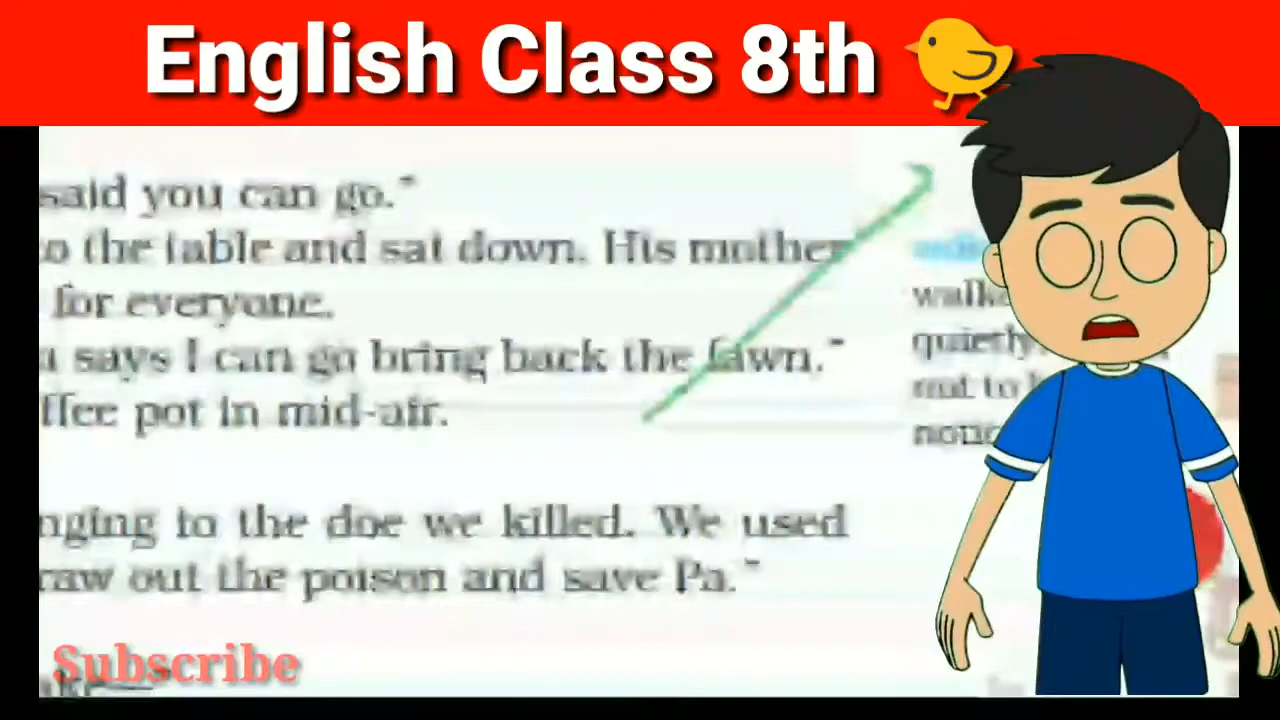 English Class 8th
said you can go."
to the table and sat down. His mother
for everyone.
says I can go bring back the fawn."
ffee pot in mid-air.
nging to the doe we killed. We used
raw out the poison and save Pa."
quietly
Subscribe